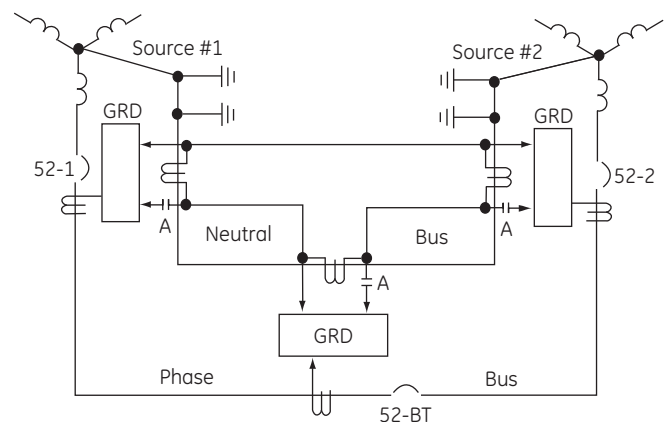 Source #1
Source #2
GRD
GRD
52-1
52-2
A
Neutral
Bus
A
A
GRD
Phase
Bus
52-BT